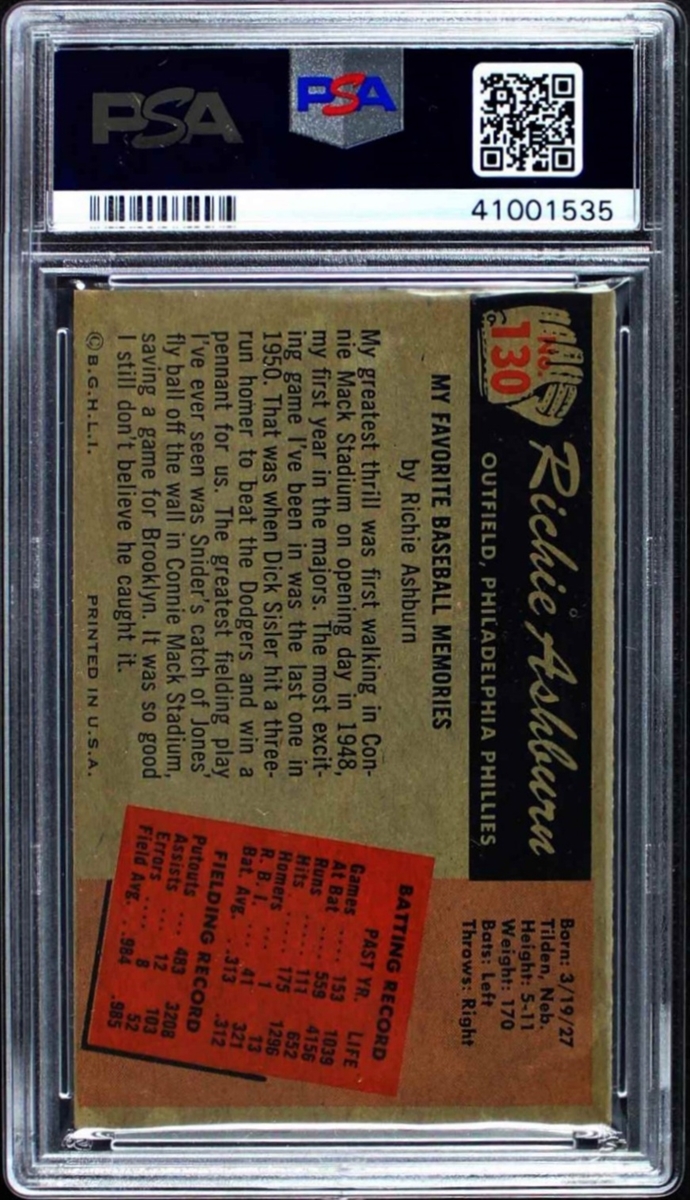 PSA
PSA
41001535
No.
130
Richie Ashburn
OUTFIELD, PHILADELPHIA PHILLIES
Born: 3/19/27
Tilden, Neb.
Height: 5-11
Weight: 170
Bats: Left
Throws: Right
MY FAVORITE BASEBALL MEMORIES
by Richie Ashburn
My greatest thrill was first walking in Con-
nie Mack Stadium on opening day in 1948,
my first year in the majors. The most excit-
ing game I've been in was the last one in
1950. That was when Dick Sisler hit a three-
run homer to beat the Dodgers and win a
pennant for us. The greatest fielding play
I've ever seen was Snider's catch of Jones'
fly ball off the wall in Connie Mack Stadium,
saving a game for Brooklyn. It was so good
I still don't believe he caught it.
© B.G.H.L.I. PRINTED IN U.S.A.
BATTING RECORD
PAST YR. LIFE
Games .... 153 1039
At Bat .... 559 4156
Runs .... 111 652
Hits .... 175 1296
Homers .... 1 13
R. B. I. ... 41 321
Bat. Avg. .. .313 .312
FIELDING RECORD
Putouts ... 483 3208
Assists .... 12 103
Errors .... 8 52
Field Avg. .. .984 .985